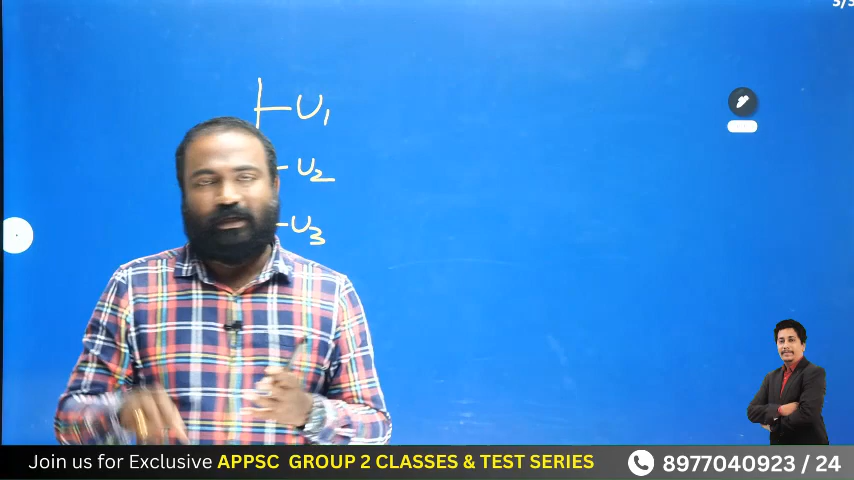 U1
U2
U3
Join us for Exclusive APPSC GROUP 2 CLASSES & TEST SERIES
8977040923 / 24